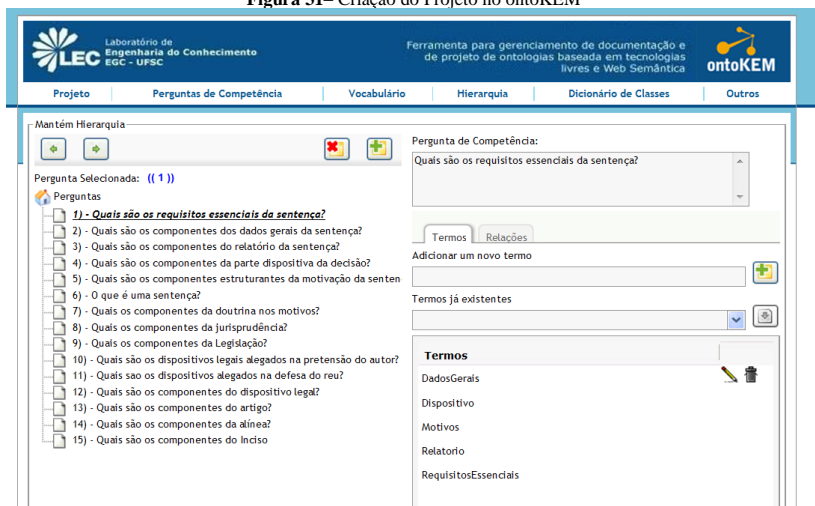 Figura 31– Criação do Projeto no ontoKEM
LEC
Laboratório de
Engenharia do Conhecimento
EGC - UFSC
Ferramenta para gerenciamento de documentação e
de projeto de ontologias baseada em tecnologias
livres e Web Semântica
ontoKEM
Projeto
Perguntas de Competência
Vocabulário
Hierarquia
Dicionário de Classes
Outros
Mantém Hierarquia
Pergunta Selecionada: (( 1 ))
Perguntas
1) - Quais são os requisitos essenciais da sentença?
2) - Quais são os componentes dos dados gerais da sentença?
3) - Quais são os componentes do relatório da sentença?
4) - Quais são os componentes da parte dispositiva da decisão?
5) - Quais são os componentes estruturantes da motivação da senten
6) - O que é uma sentença?
7) - Quais os componentes da doutrina nos motivos?
8) - Quais são os componentes da jurisprudência?
9) - Quais são os componentes da Legislação?
10) - Quais são os dispositivos legais alegados na pretensão do autor?
11) - Quais sao os dispositivos alegados na defesa do reu?
12) - Quais são os componentes do dispositivo legal?
13) - Quais são os componentes do artigo?
14) - Quais são os componentes da alínea?
15) - Quais são os componentes do Inciso
Pergunta de Competência:
Quais são os requisitos essenciais da sentença?
Termos
Relações
Adicionar um novo termo
Termos já existentes
Termos
DadosGerais
Dispositivo
Motivos
Relatorio
RequisitosEssenciais